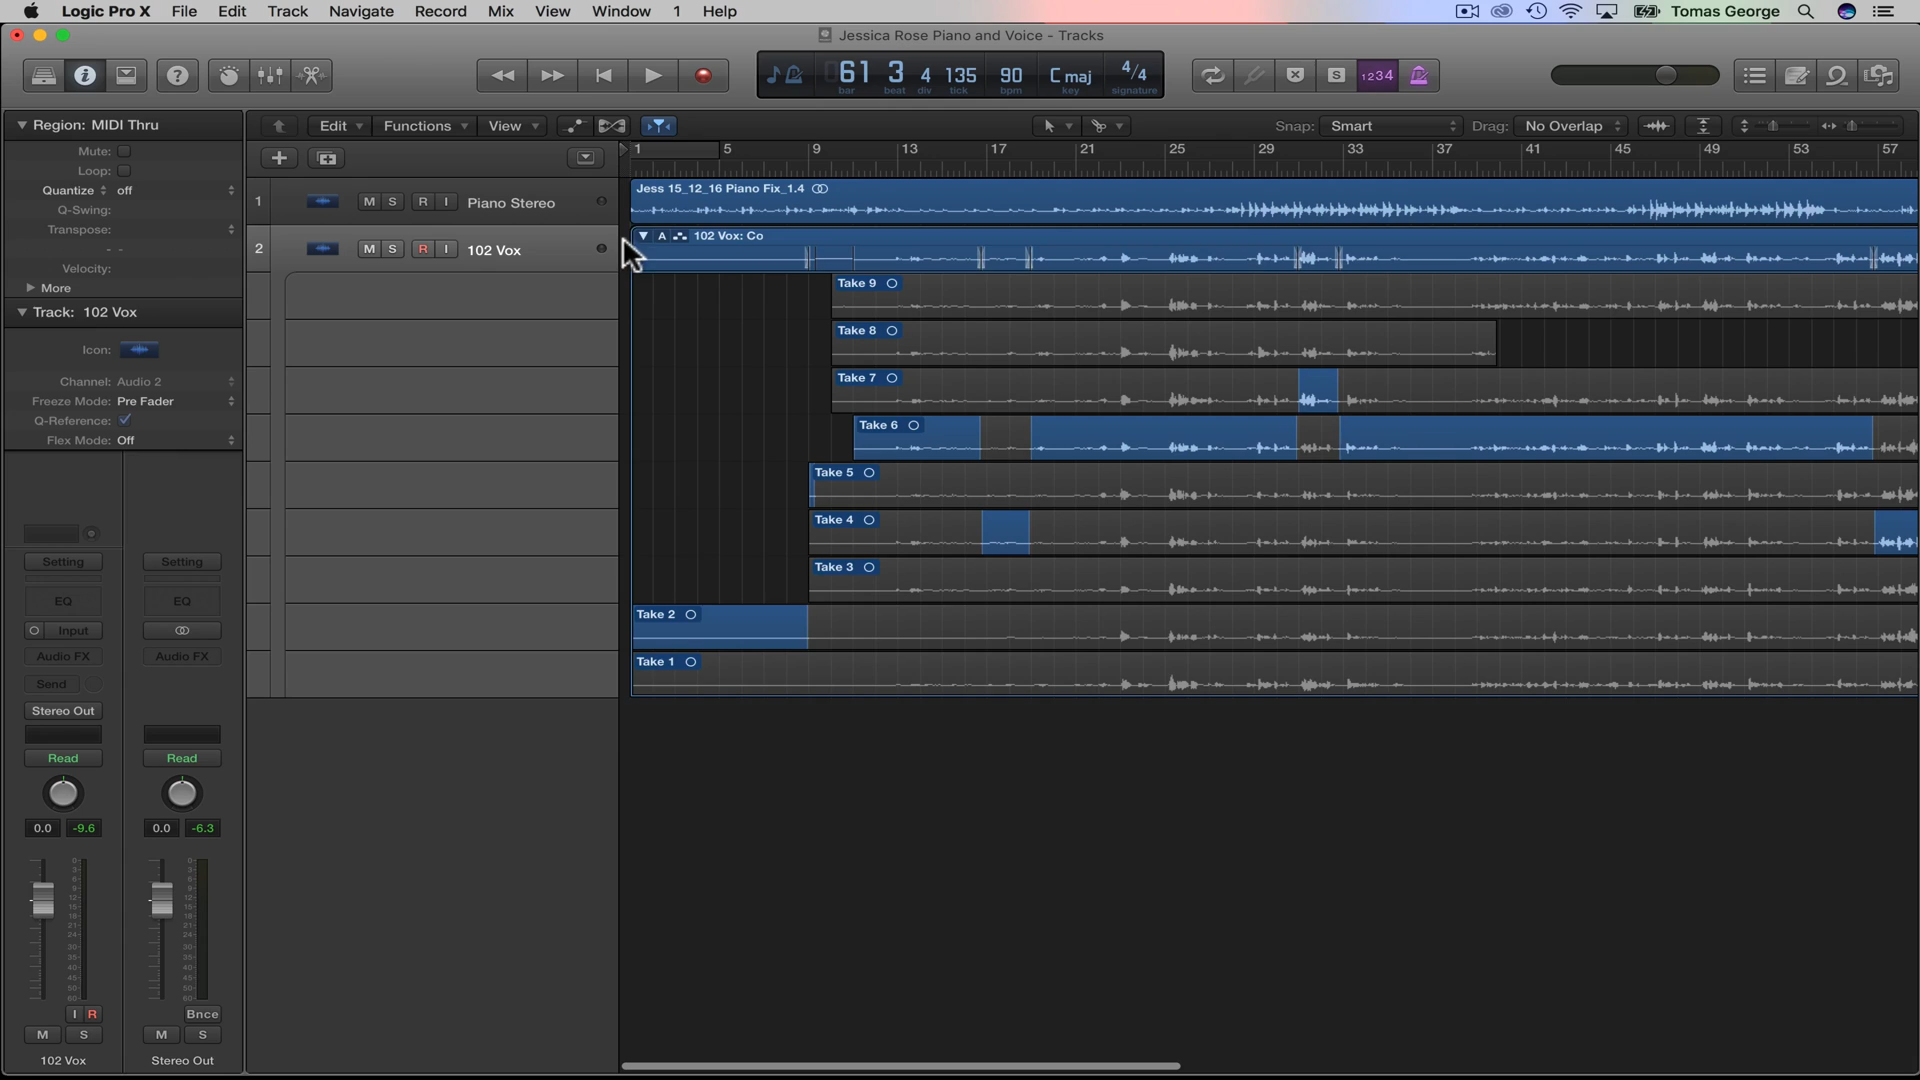 Logic Pro X File Edit Track Navigate Record Mix View Window 1 Help Tomas George
Jessica Rose Piano and Voice - Tracks
61 3 4 135 90 C maj 4/4
bar beat div tick bpm key signature
S 1234
Region: MIDI Thru
Mute:
Loop:
Quantize off
Q-Swing:
Transpose:
- -
Velocity:
More
Track: 102 Vox
Icon:
Channel: Audio 2
Freeze Mode: Pre Fader
Q-Reference:
Flex Mode: Off
Setting Setting
EQ EQ
Input
Audio FX Audio FX
Send
Stereo Out
Read Read
0.0 -9.6 0.0 -6.3
I R Bnce
M S M S
102 Vox Stereo Out
Edit Functions View Snap: Smart Drag: No Overlap
1 5 9 13 17 21 25 29 33 37 41 45 49 53 57
1 M S R I Piano Stereo
2 M S R I 102 Vox
Jess 15_12_16 Piano Fix_1.4
A 102 Vox: Co
Take 9
Take 8
Take 7
Take 6
Take 5
Take 4
Take 3
Take 2
Take 1